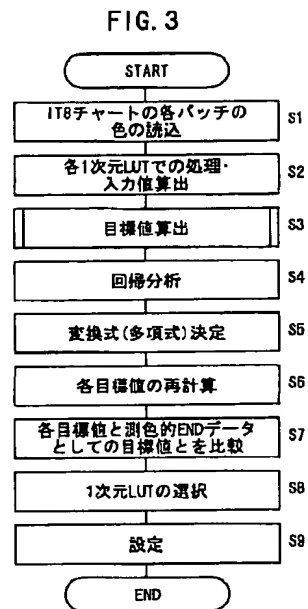 FIG. 3
START
IT8チャートの各パッチの
色の読込
S1
各1次元LUTでの処理・
入力値算出
S2
目標値算出
S3
回帰分析
S4
変換式(多項式)決定
S5
各目標値の再計算
S6
各目標値と測色的ENDデータ
としての目標値とを比較
S7
1次元LUTの選択
S8
設定
S9
END